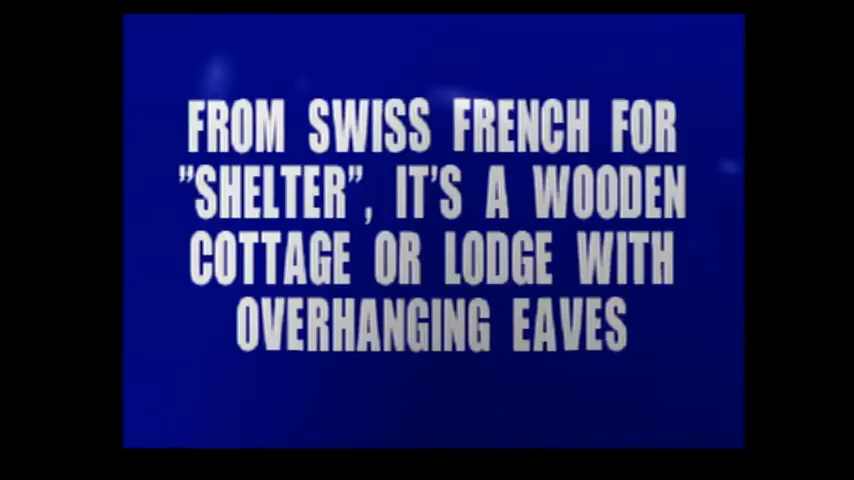 FROM SWISS FRENCH FOR
"SHELTER", IT'S A WOODEN
COTTAGE OR LODGE WITH
OVERHANGING EAVES